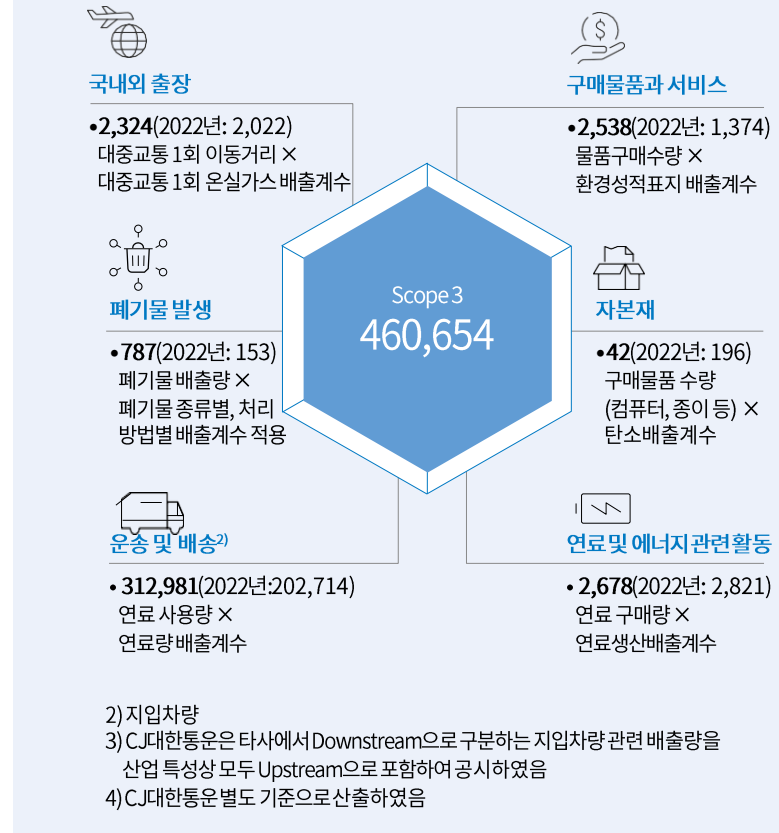 국내외 출장
•2,324(2022년: 2,022)
대중교통 1회 이동거리 ×
대중교통 1회 온실가스 배출계수
구매물품과 서비스
•2,538(2022년: 1,374)
물품구매수량 ×
환경성적표지 배출계수
폐기물 발생
•787(2022년: 153)
폐기물 배출량 ×
폐기물 종류별, 처리
방법별 배출계수 적용
Scope 3
460,654
자본재
•42(2022년: 196)
구매물품 수량
(컴퓨터, 종이 등) ×
탄소배출계수
운송 및 배송2)
• 312,981(2022년:202,714)
연료 사용량 ×
연료량 배출계수
연료 및 에너지 관련 활동
• 2,678(2022년: 2,821)
연료 구매량 ×
연료생산배출계수
2) 지입차량
3) CJ대한통운은 타사에서 Downstream으로 구분하는 지입차량 관련 배출량을
산업 특성상 모두 Upstream으로 포함하여 공시하였음
4) CJ대한통운 별도 기준으로 산출하였음